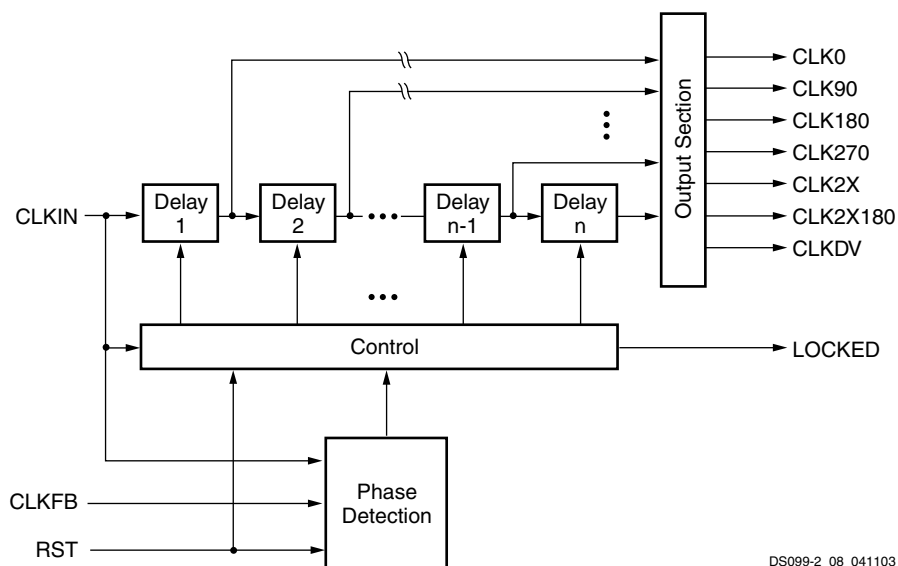 CLK0
CLK90
CLK180
CLK270
CLK2X
CLK2X180
CLKDV
Output Section
CLKIN
Delay
1
Delay
2
Delay
n-1
Delay
n
Control
LOCKED
Phase
Detection
CLKFB
RST
DS099-2_08_041103